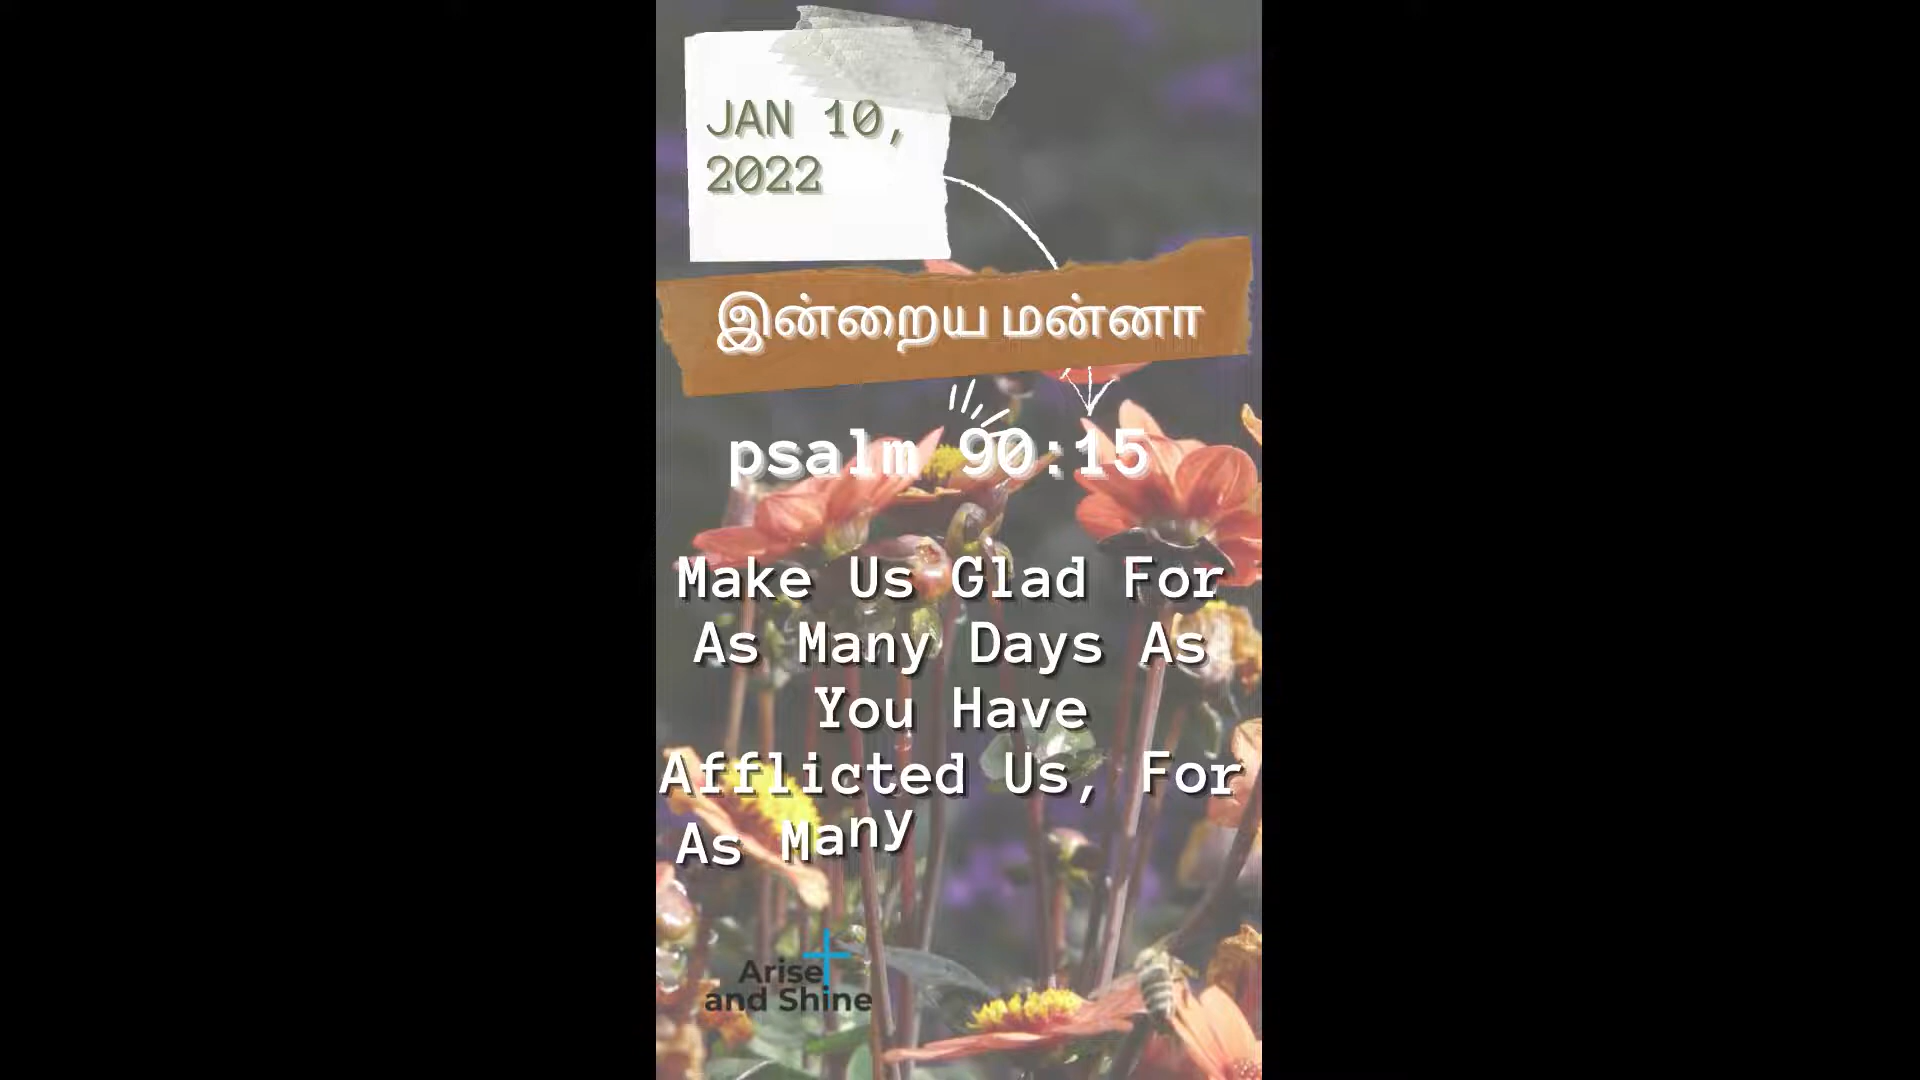 JAN 10,
2022
இன்றைய மன்னா
psalm 90:15
Make Us Glad For
As Many Days As
You Have
Afflicted Us, For
As Many
Arise
and Shine